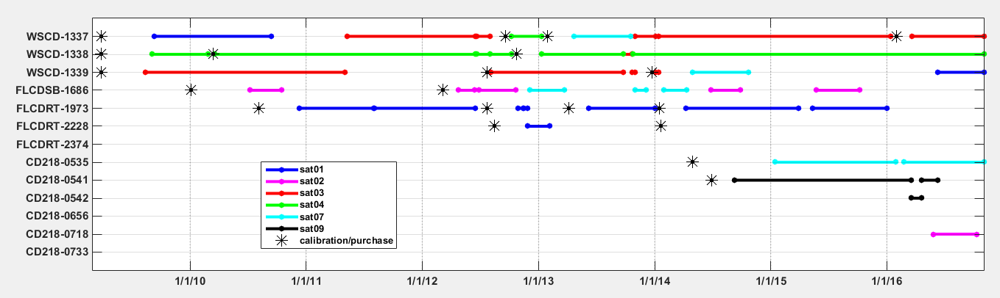 WSCD-1337
WSCD-1338
WSCD-1339
FLCDSB-1686
FLCDRT-1973
FLCDRT-2228
FLCDRT-2374
CD218-0535
CD218-0541
CD218-0542
CD218-0656
CD218-0718
CD218-0733
sat01
sat02
sat03
sat04
sat07
sat09
calibration/purchase
1/1/10 1/1/11 1/1/12 1/1/13 1/1/14 1/1/15 1/1/16